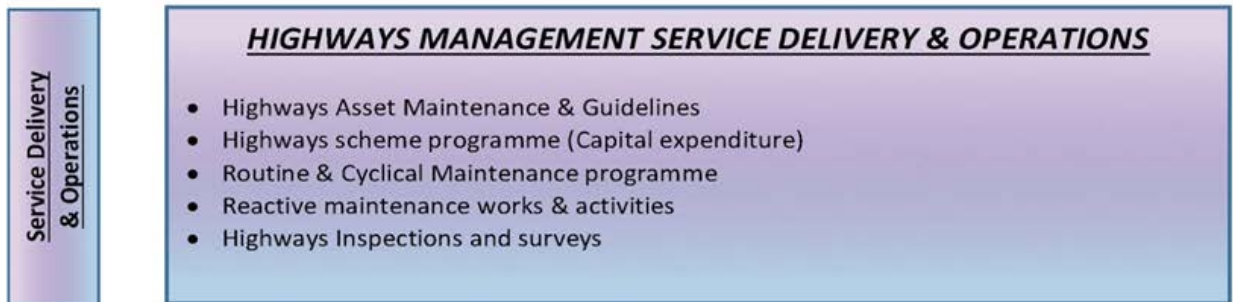 Service Delivery
& Operations
HIGHWAYS MANAGEMENT SERVICE DELIVERY & OPERATIONS
• Highways Asset Maintenance & Guidelines
• Highways scheme programme (Capital expenditure)
• Routine & Cyclical Maintenance programme
• Reactive maintenance works & activities
• Highways Inspections and surveys